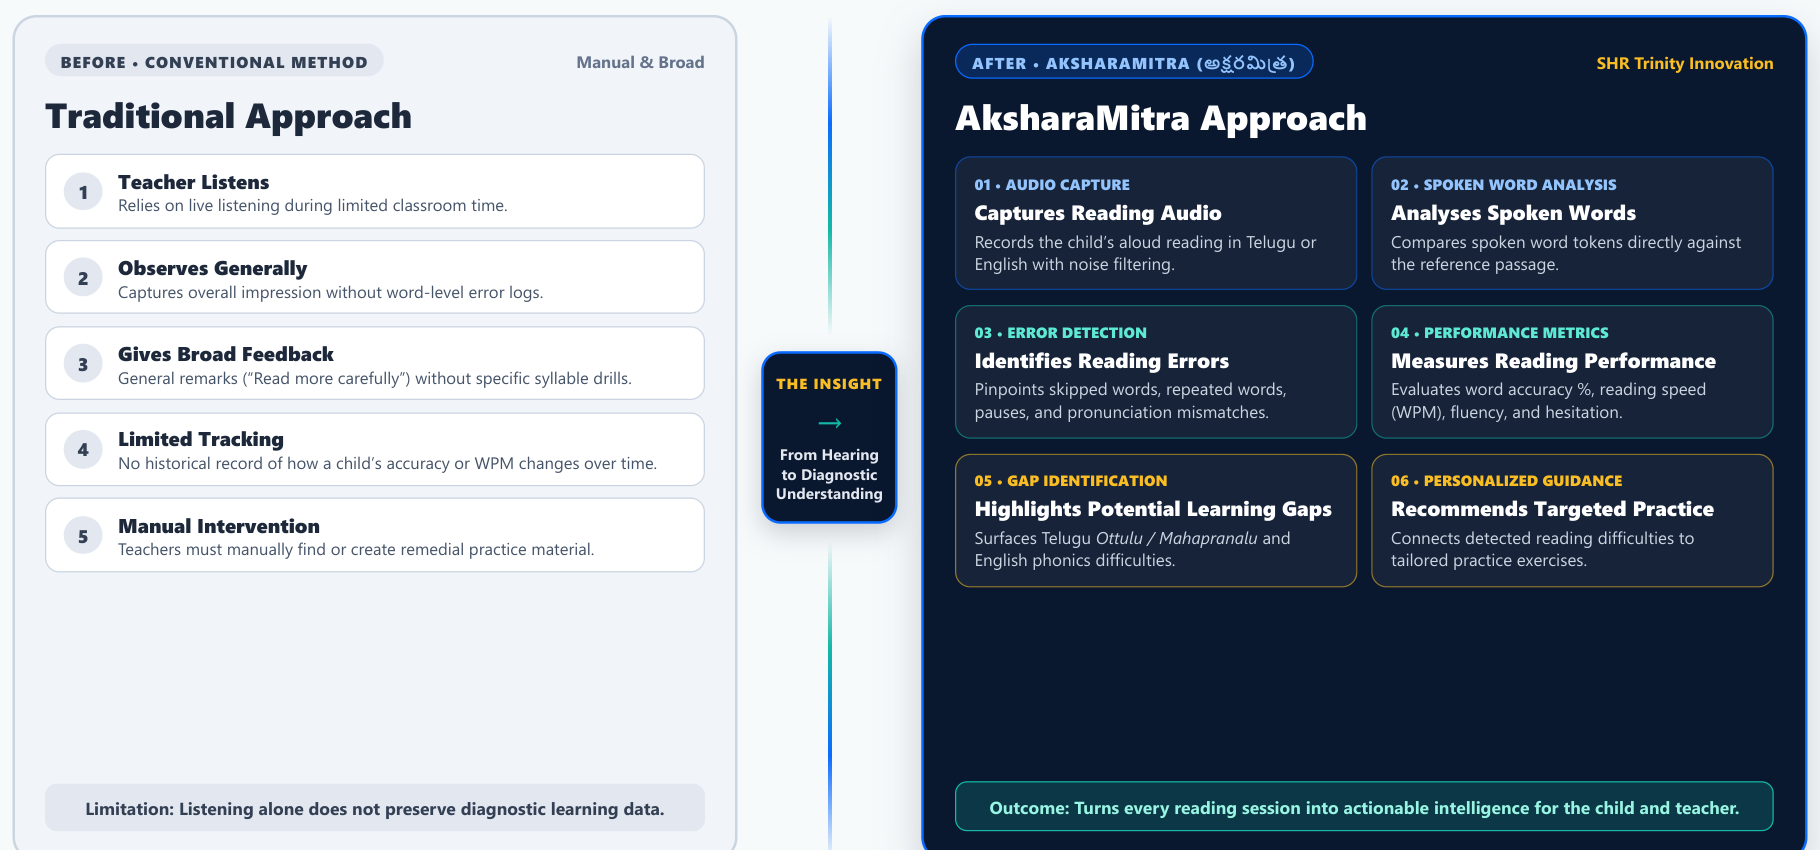 BEFORE • CONVENTIONAL METHOD
Manual & Broad
Traditional Approach
1
Teacher Listens
Relies on live listening during limited classroom time.
2
Observes Generally
Captures overall impression without word-level error logs.
3
Gives Broad Feedback
General remarks (“Read more carefully”) without specific syllable drills.
4
Limited Tracking
No historical record of how a child’s accuracy or WPM changes over time.
5
Manual Intervention
Teachers must manually find or create remedial practice material.
Limitation: Listening alone does not preserve diagnostic learning data.
THE INSIGHT
→
From Hearing
to Diagnostic
Understanding
AFTER • AKSHARAMITRA (అక్షరమిత్ర)
SHR Trinity Innovation
AksharaMitra Approach
01 • AUDIO CAPTURE
Captures Reading Audio
Records the child’s aloud reading in Telugu or
English with noise filtering.
02 • SPOKEN WORD ANALYSIS
Analyses Spoken Words
Compares spoken word tokens directly against
the reference passage.
03 • ERROR DETECTION
Identifies Reading Errors
Pinpoints skipped words, repeated words,
pauses, and pronunciation mismatches.
04 • PERFORMANCE METRICS
Measures Reading Performance
Evaluates word accuracy %, reading speed
(WPM), fluency, and hesitation.
05 • GAP IDENTIFICATION
Highlights Potential Learning Gaps
Surfaces Telugu Ottulu / Mahapranalu and
English phonics difficulties.
06 • PERSONALIZED GUIDANCE
Recommends Targeted Practice
Connects detected reading difficulties to
tailored practice exercises.
Outcome: Turns every reading session into actionable intelligence for the child and teacher.